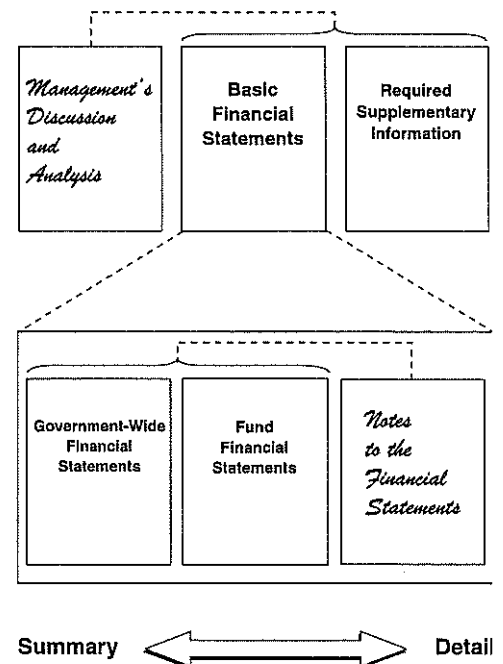 Management's
Discussion
and
Analysis
Basic
Financial
Statements
Required
Supplementary
Information
Government-Wide
Financial
Statements
Fund
Financial
Statements
Notes
to the
Financial
Statements
Summary
Detail